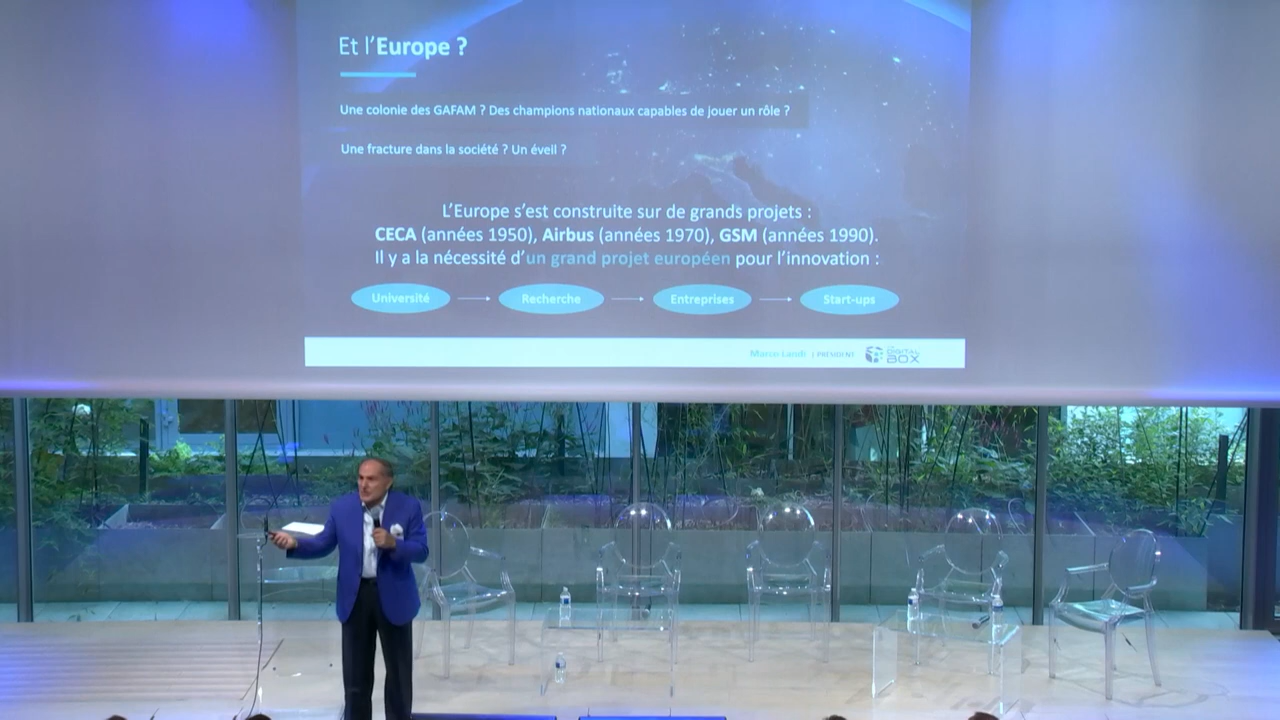 Et l'Europe ?
Une colonie des GAFAM ? Des champions nationaux capables de jouer un rôle ?
Une fracture dans la société ? Un éveil ?
L'Europe s'est construite sur de grands projets :
CECA (années 1950), Airbus (années 1970), GSM (années 1990).
Il y a la nécessité d'un grand projet européen pour l'innovation :
Université Recherche Entreprises Start-ups
Marco Landi | PRÉSIDENT
DIGITAL
BOX